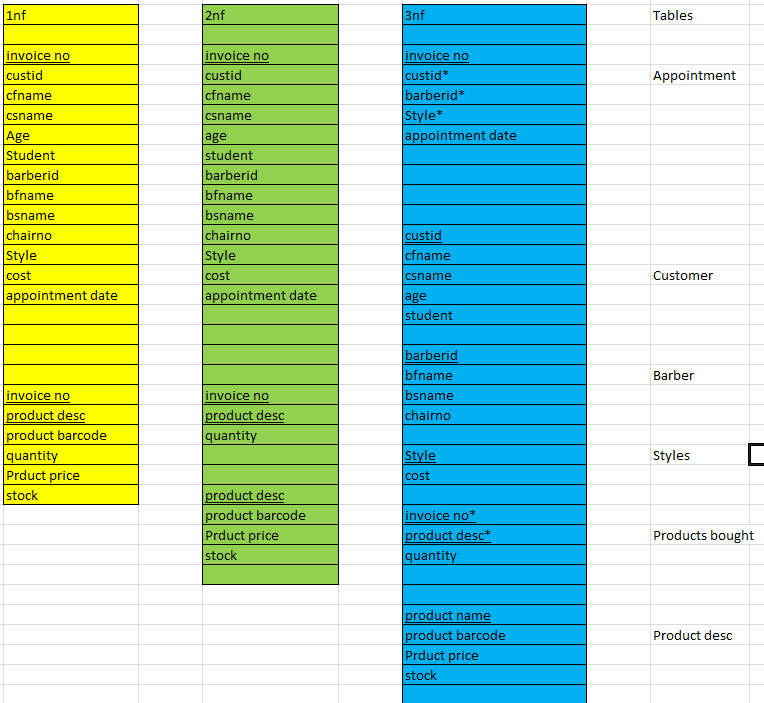 1nf 2nf 3nf Tables
invoice no invoice no invoice no
custid custid custid* Appointment
cfname cfname barberid*
csname csname Style*
Age age appointment date
Student student
barberid barberid
bfname bfname
bsname bsname
chairno chairno custid
Style Style cfname
cost cost csname Customer
appointment date appointment date age
student
barberid
bfname Barber
invoice no invoice no bsname
product desc product desc chairno
product barcode quantity
quantity Style Styles
Prduct price cost
stock product desc
product barcode invoice no*
Prduct price product desc* Products bought
stock quantity
product name
product barcode Product desc
Prduct price
stock